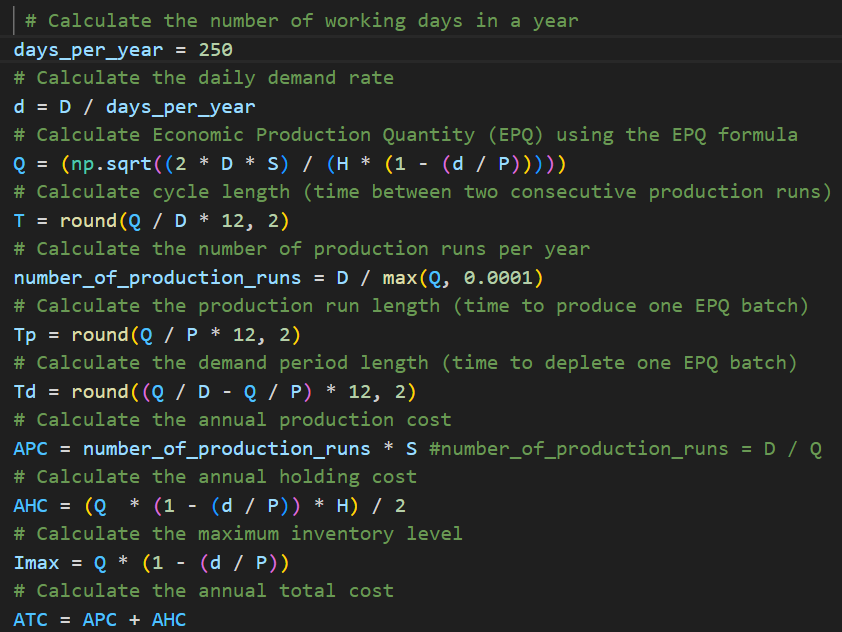 # Calculate the number of working days in a year
days_per_year = 250
# Calculate the daily demand rate
d = D / days_per_year
# Calculate Economic Production Quantity (EPQ) using the EPQ formula
Q = (np.sqrt((2 * D * S) / (H * (1 - (d / P)))))
# Calculate cycle length (time between two consecutive production runs)
T = round(Q / D * 12, 2)
# Calculate the number of production runs per year
number_of_production_runs = D / max(Q, 0.0001)
# Calculate the production run length (time to produce one EPQ batch)
Tp = round(Q / P * 12, 2)
# Calculate the demand period length (time to deplete one EPQ batch)
Td = round((Q / D - Q / P) * 12, 2)
# Calculate the annual production cost
APC = number_of_production_runs * S #number_of_production_runs = D / Q
# Calculate the annual holding cost
AHC = (Q  * (1 - (d / P)) * H) / 2
# Calculate the maximum inventory level
Imax = Q * (1 - (d / P))
# Calculate the annual total cost
ATC = APC + AHC